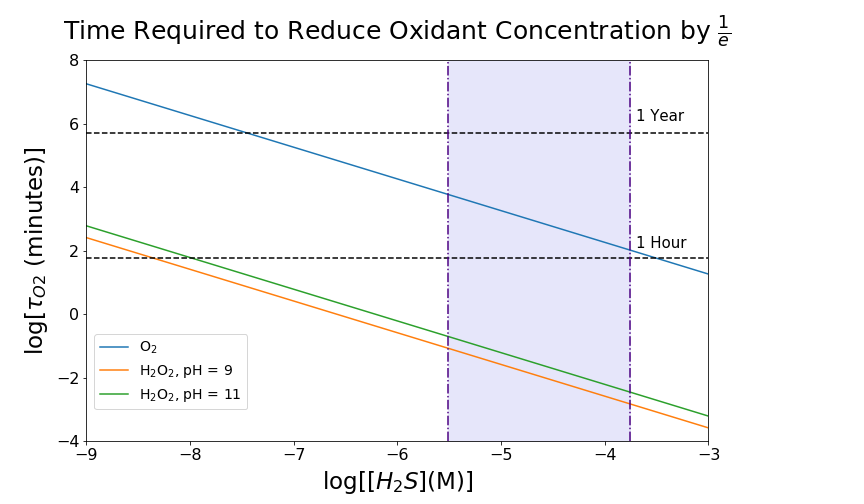 Time Required to Reduce Oxidant Concentration by 1/e
8
6
4
2
0
−2
−4
log[τO2 (minutes)]
1 Year
1 Hour
O₂
H₂O₂, pH = 9
H₂O₂, pH = 11
−9 −8 −7 −6 −5 −4 −3
log[[H₂S](M)]